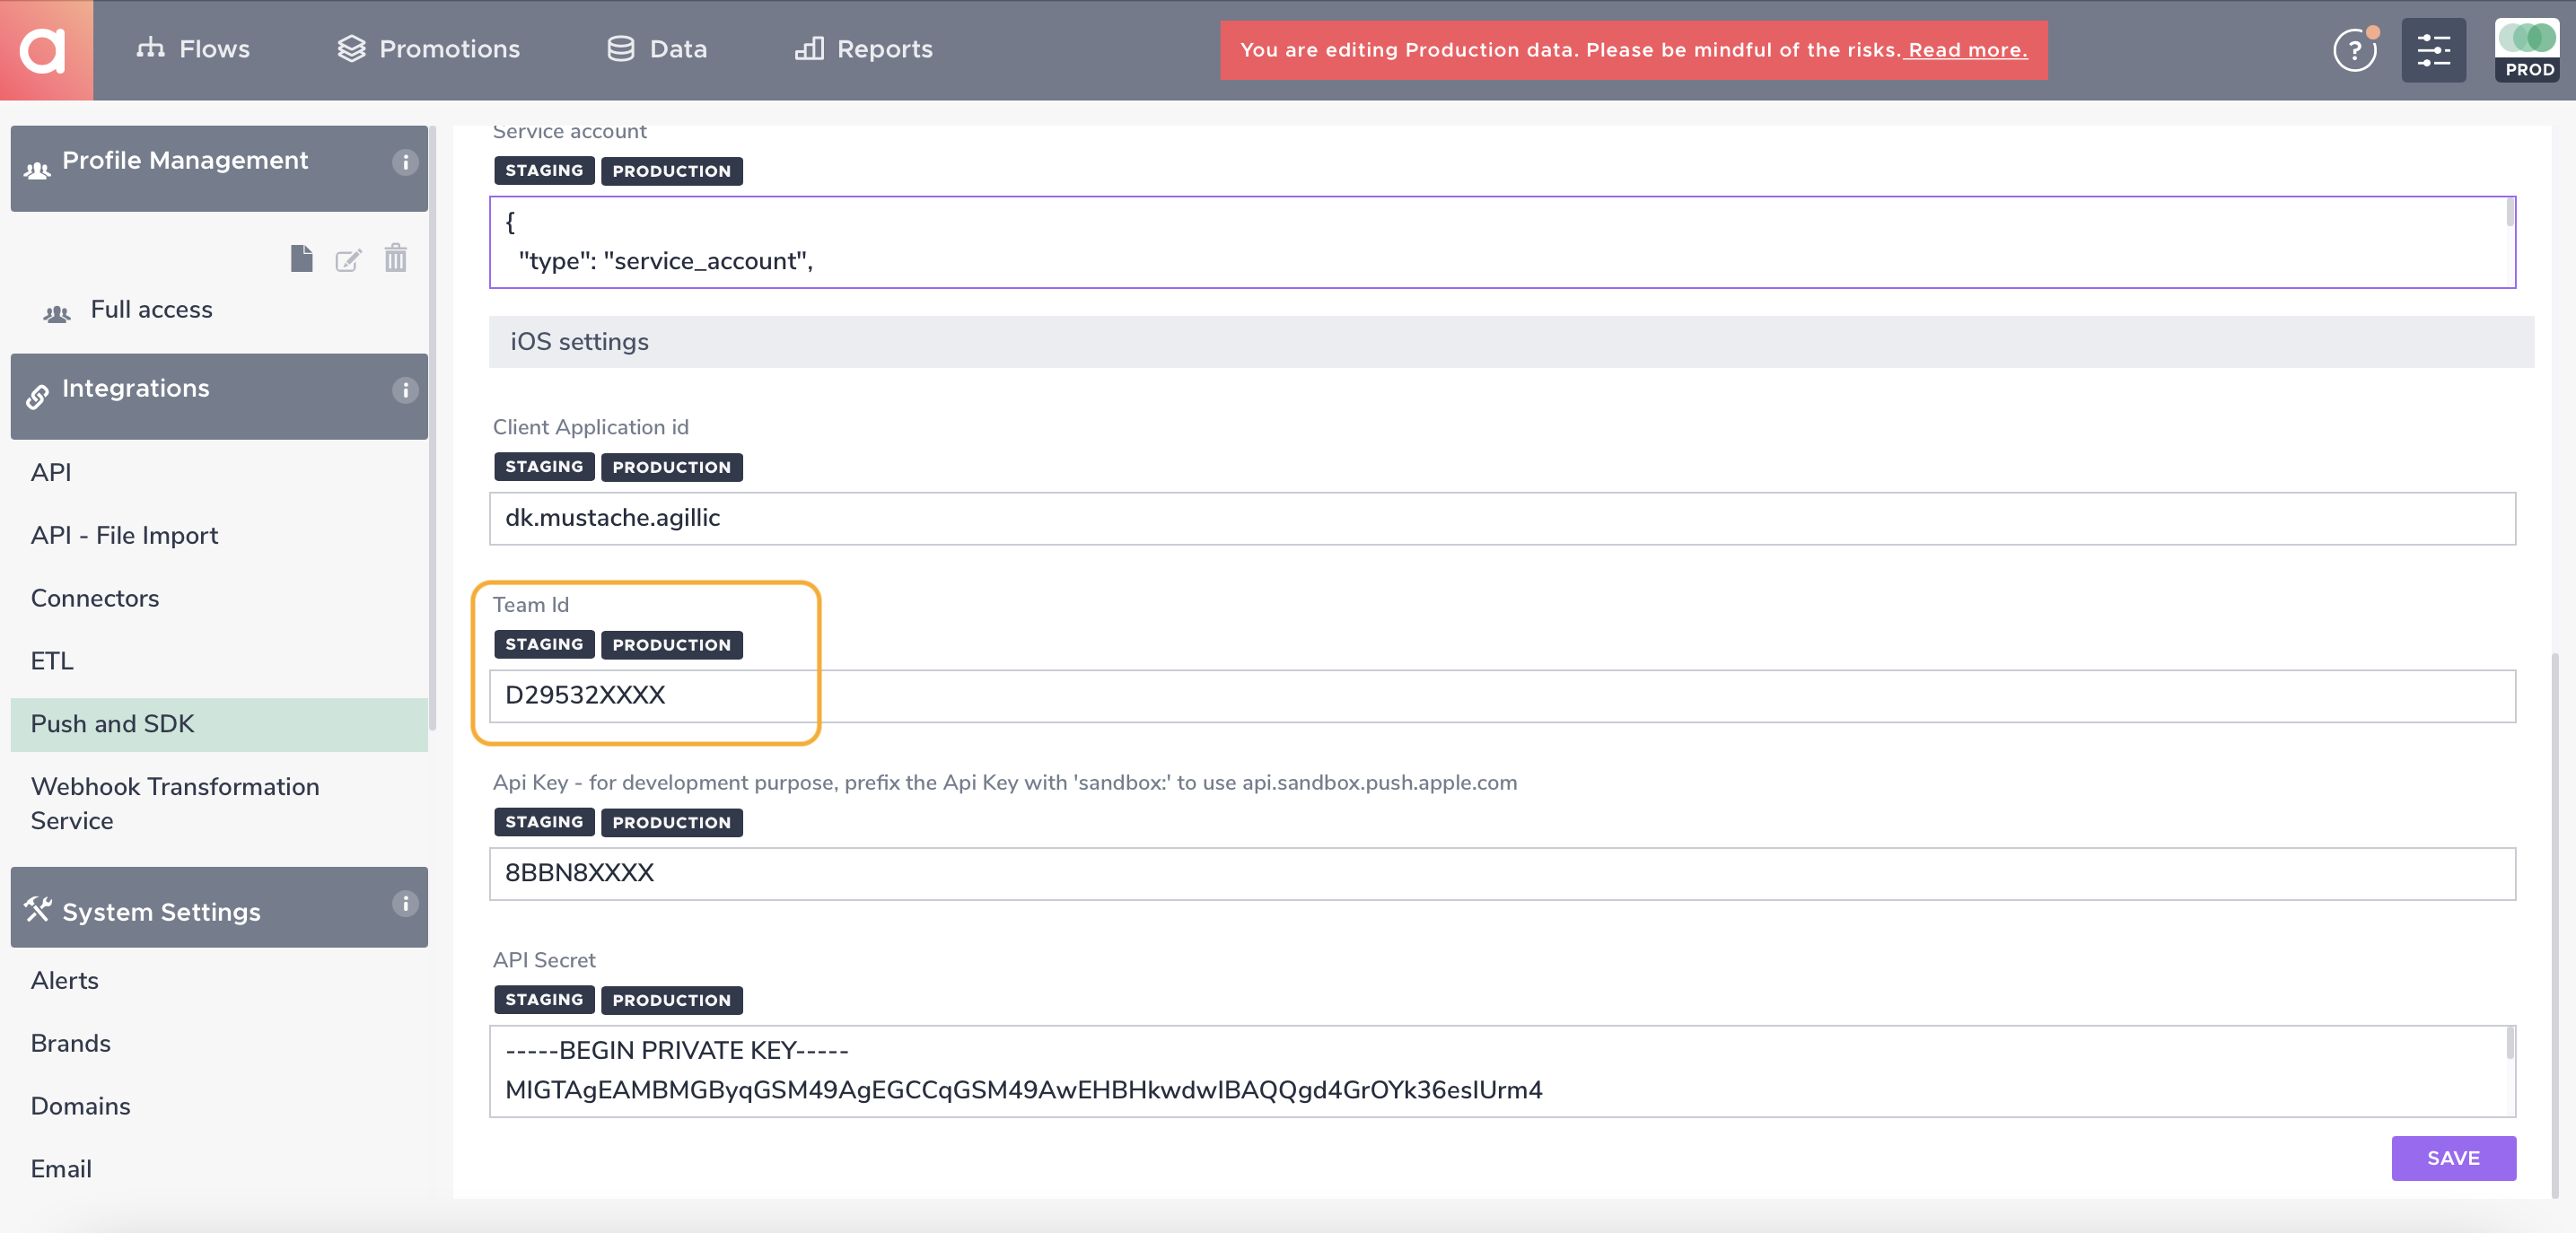 Flows Promotions Data Reports You are editing Production data. Please be mindful of the risks. Read more. ? PROD
Profile Management i
Full access
Integrations i
API
API - File Import
Connectors
ETL
Push and SDK
Webhook Transformation
Service
System Settings i
Alerts
Brands
Domains
Email
Service account
STAGING PRODUCTION
{
"type": "service_account",
iOS settings
Client Application id
STAGING PRODUCTION
dk.mustache.agillic
Team Id
STAGING PRODUCTION
D29532XXXX
Api Key - for development purpose, prefix the Api Key with 'sandbox:' to use api.sandbox.push.apple.com
STAGING PRODUCTION
8BBN8XXXX
API Secret
STAGING PRODUCTION
-----BEGIN PRIVATE KEY-----
MIGTAgEAMBMGByqGSM49AgEGCCqGSM49AwEHBHkwdwIBAQQgd4GrOYk36esIUrm4
SAVE